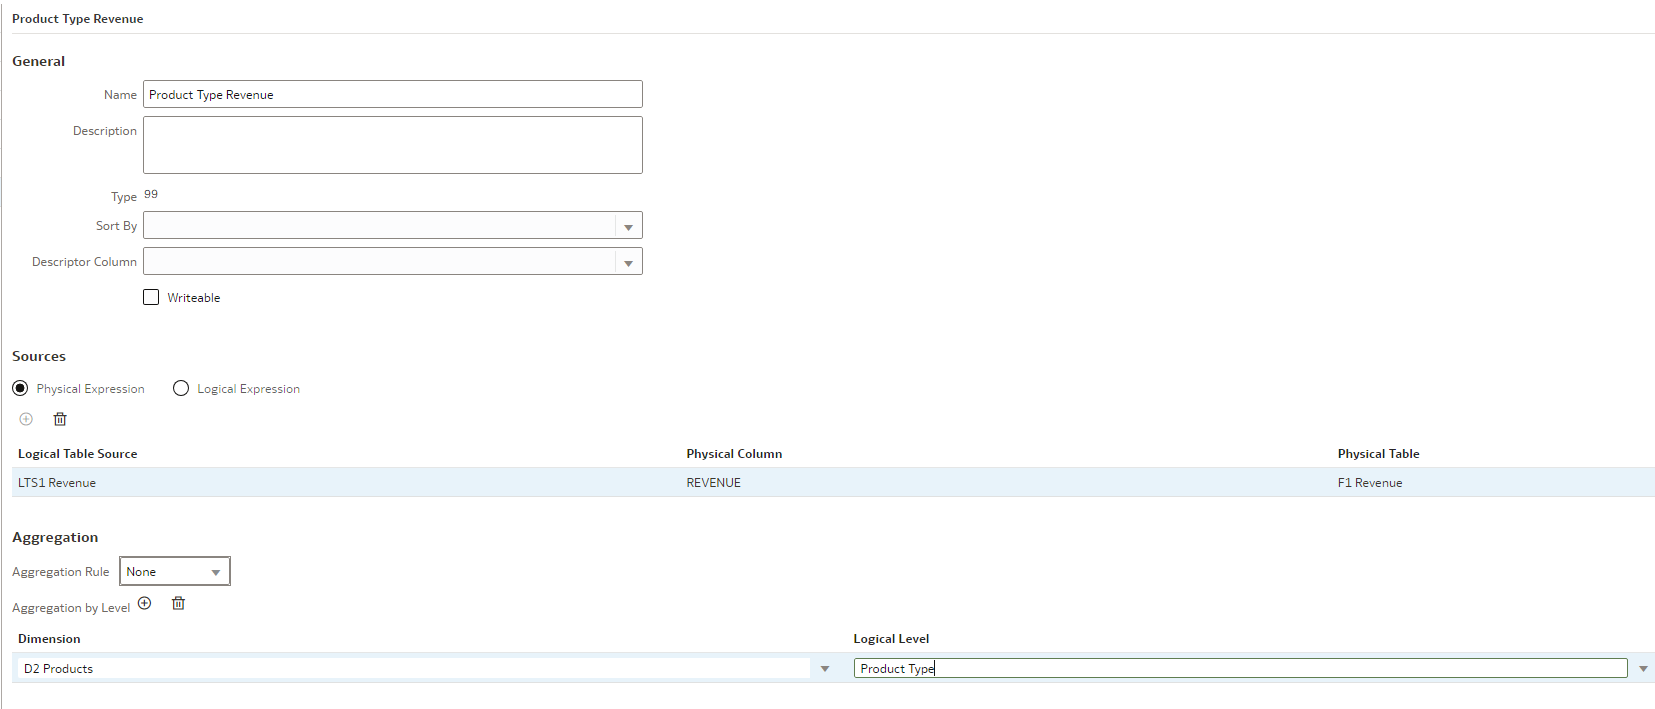 Product Type Revenue
General
Name Product Type Revenue
Description
Type 99
Sort By
Descriptor Column
Writeable
Sources
Physical Expression Logical Expression
Logical Table Source Physical Column Physical Table
LTS1 Revenue REVENUE F1 Revenue
Aggregation
Aggregation Rule None
Aggregation by Level
Dimension Logical Level
D2 Products Product Type